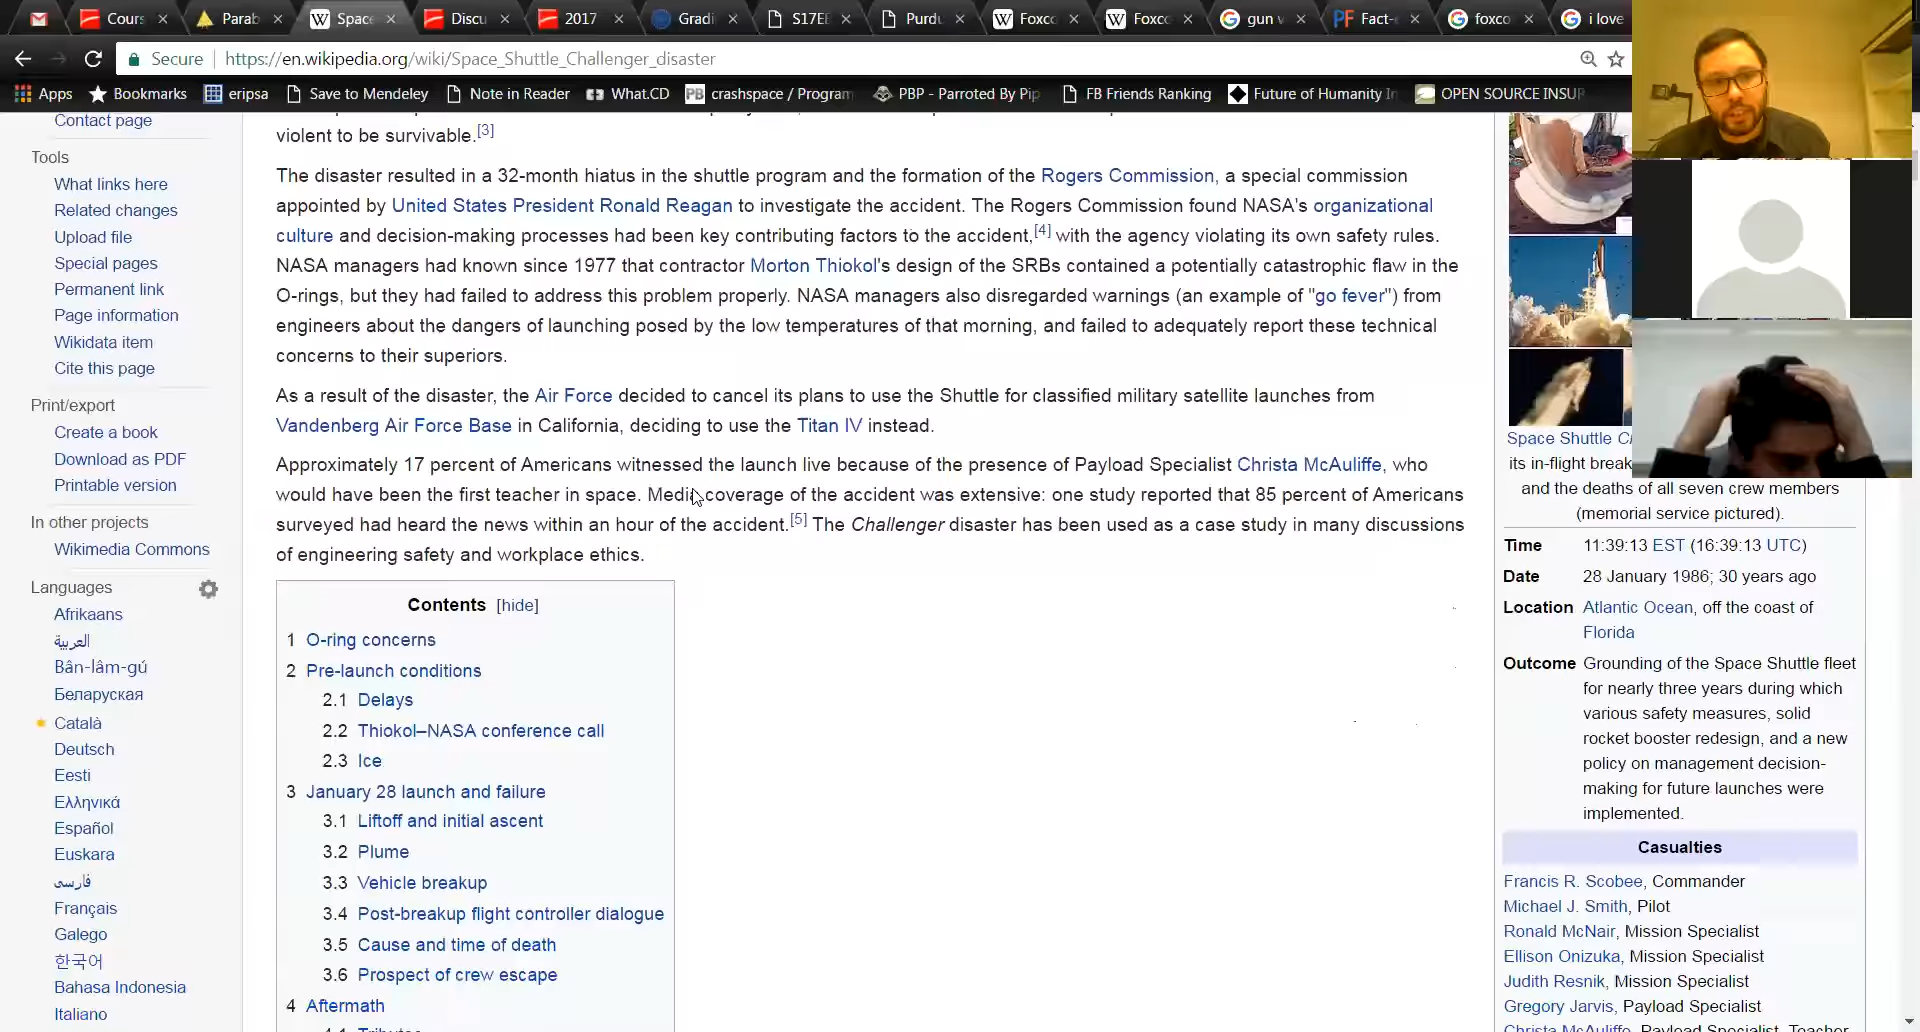 Cours
Parab
Space
Discu
2017
Gradi
S17EE
Purdu
Foxco
Foxco
gun v
Fact-
foxco
i love
Secure
https://en.wikipedia.org/wiki/Space_Shuttle_Challenger_disaster
Apps
Bookmarks
eripsa
Save to Mendeley
Note in Reader
What.CD
crashspace / Program
PBP - Parroted By Pip
FB Friends Ranking
Future of Humanity In
OPEN SOURCE INSUR
Contact page
Tools
What links here
Related changes
Upload file
Special pages
Permanent link
Page information
Wikidata item
Cite this page
Print/export
Create a book
Download as PDF
Printable version
In other projects
Wikimedia Commons
Languages
Afrikaans
العربية
Bân-lâm-gú
Беларуская
Català
Deutsch
Eesti
Ελληνικά
Español
Euskara
فارسی
Français
Galego
한국어
Bahasa Indonesia
Italiano
violent to be survivable.[3]
The disaster resulted in a 32-month hiatus in the shuttle program and the formation of the Rogers Commission, a special commission
appointed by United States President Ronald Reagan to investigate the accident. The Rogers Commission found NASA's organizational
culture and decision-making processes had been key contributing factors to the accident,[4] with the agency violating its own safety rules.
NASA managers had known since 1977 that contractor Morton Thiokol's design of the SRBs contained a potentially catastrophic flaw in the
O-rings, but they had failed to address this problem properly. NASA managers also disregarded warnings (an example of "go fever") from
engineers about the dangers of launching posed by the low temperatures of that morning, and failed to adequately report these technical
concerns to their superiors.
As a result of the disaster, the Air Force decided to cancel its plans to use the Shuttle for classified military satellite launches from
Vandenberg Air Force Base in California, deciding to use the Titan IV instead.
Approximately 17 percent of Americans witnessed the launch live because of the presence of Payload Specialist Christa McAuliffe, who
would have been the first teacher in space. Media coverage of the accident was extensive: one study reported that 85 percent of Americans
surveyed had heard the news within an hour of the accident.[5] The Challenger disaster has been used as a case study in many discussions
of engineering safety and workplace ethics.
Contents [hide]
1 O-ring concerns
2 Pre-launch conditions
2.1 Delays
2.2 Thiokol–NASA conference call
2.3 Ice
3 January 28 launch and failure
3.1 Liftoff and initial ascent
3.2 Plume
3.3 Vehicle breakup
3.4 Post-breakup flight controller dialogue
3.5 Cause and time of death
3.6 Prospect of crew escape
4 Aftermath
4.1 Tributes
Space Shuttle
its in-flight break
and the deaths of all seven crew members
(memorial service pictured).
Time 11:39:13 EST (16:39:13 UTC)
Date 28 January 1986; 30 years ago
Location Atlantic Ocean, off the coast of
Florida
Outcome Grounding of the Space Shuttle fleet
for nearly three years during which
various safety measures, solid
rocket booster redesign, and a new
policy on management decision-
making for future launches were
implemented.
Casualties
Francis R. Scobee, Commander
Michael J. Smith, Pilot
Ronald McNair, Mission Specialist
Ellison Onizuka, Mission Specialist
Judith Resnik, Mission Specialist
Gregory Jarvis, Payload Specialist
Christa McAuliffe, Payload Specialist, Teacher